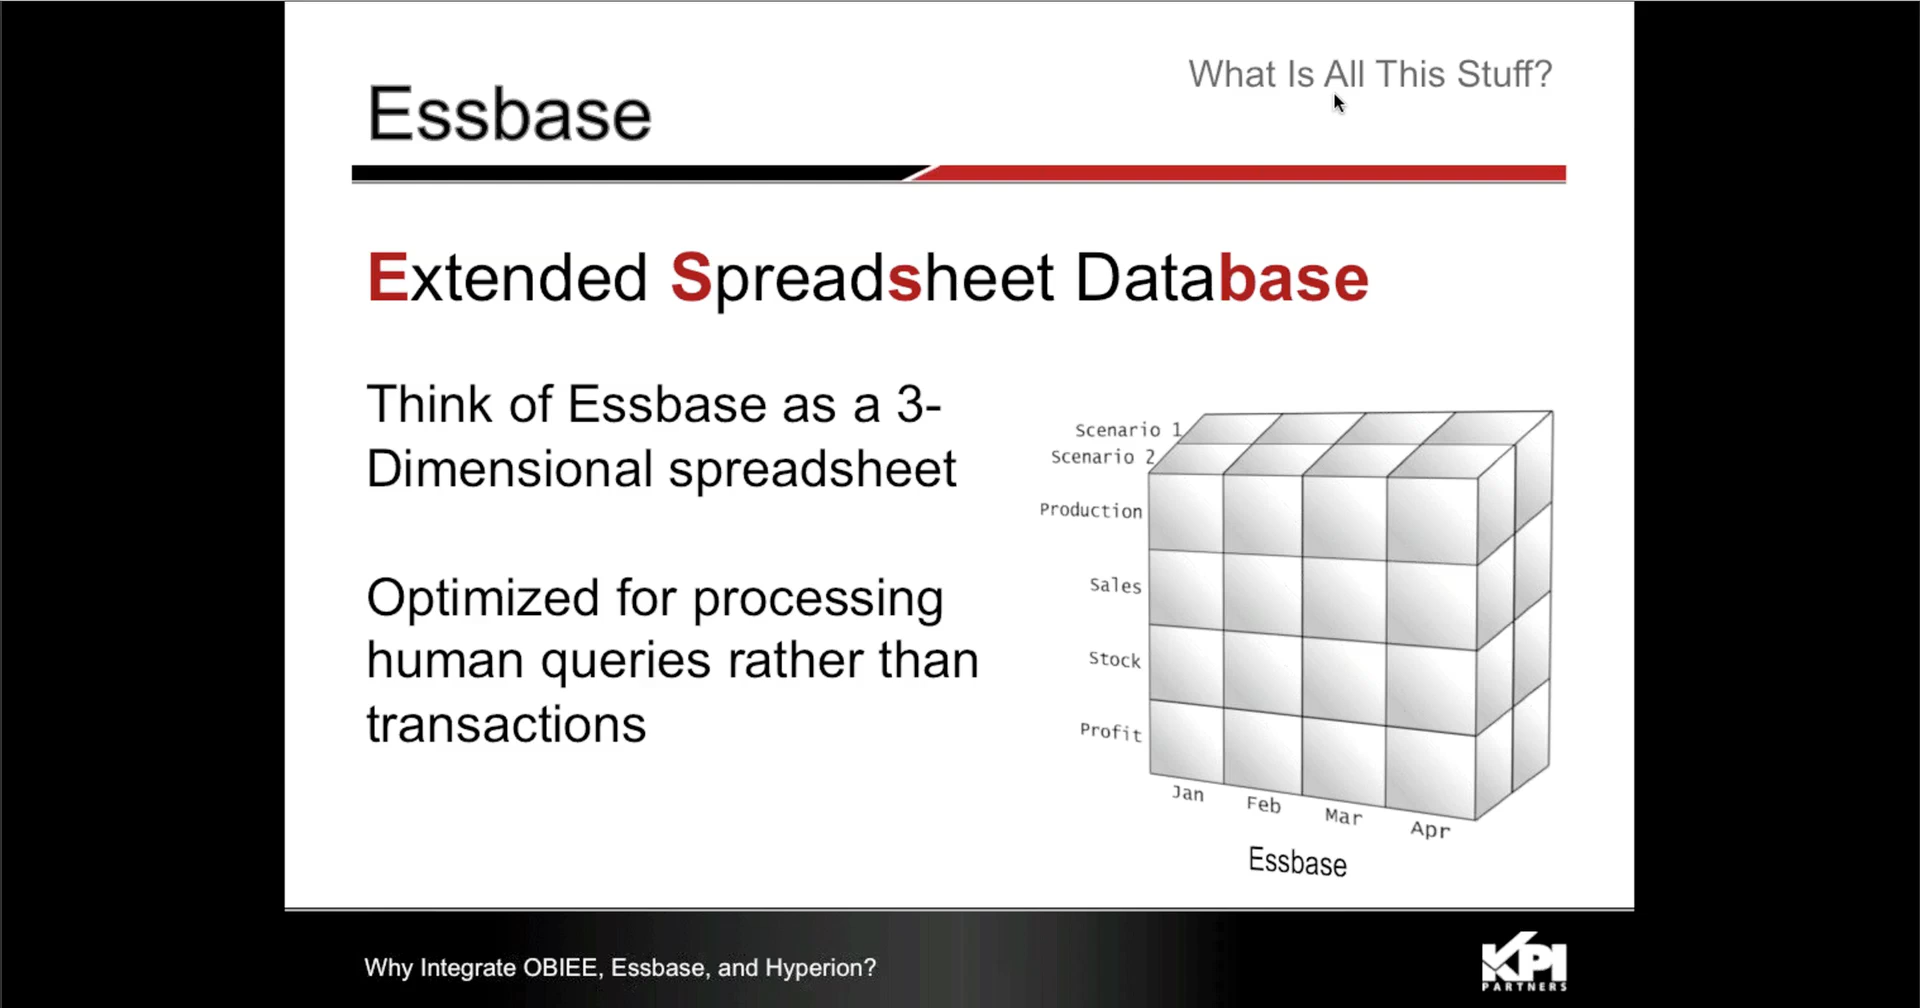 What Is All This Stuff?
Essbase
Extended Spreadsheet Database
Think of Essbase as a 3-
Dimensional spreadsheet
Optimized for processing
human queries rather than
transactions
Scenario 1
Scenario 2
Production
Sales
Stock
Profit
Jan Feb Mar Apr
Essbase
Why Integrate OBIEE, Essbase, and Hyperion?
KPI
PARTNERS